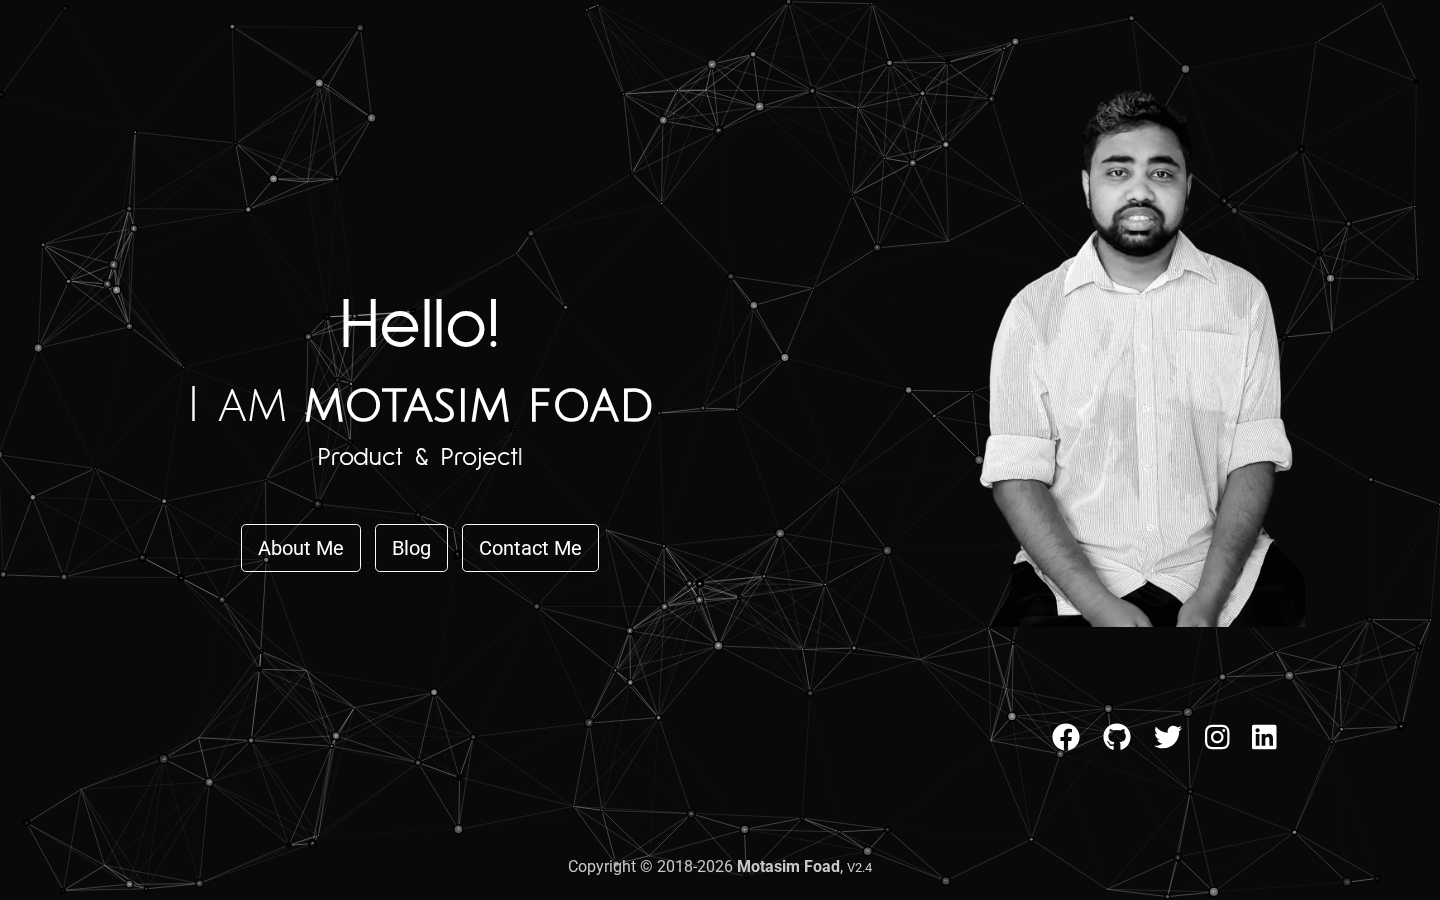 Hello!
I AM MOTASIM FOAD
Product & Project|
About Me
Blog
Contact Me
Copyright © 2018-2026 Motasim Foad, V2.4